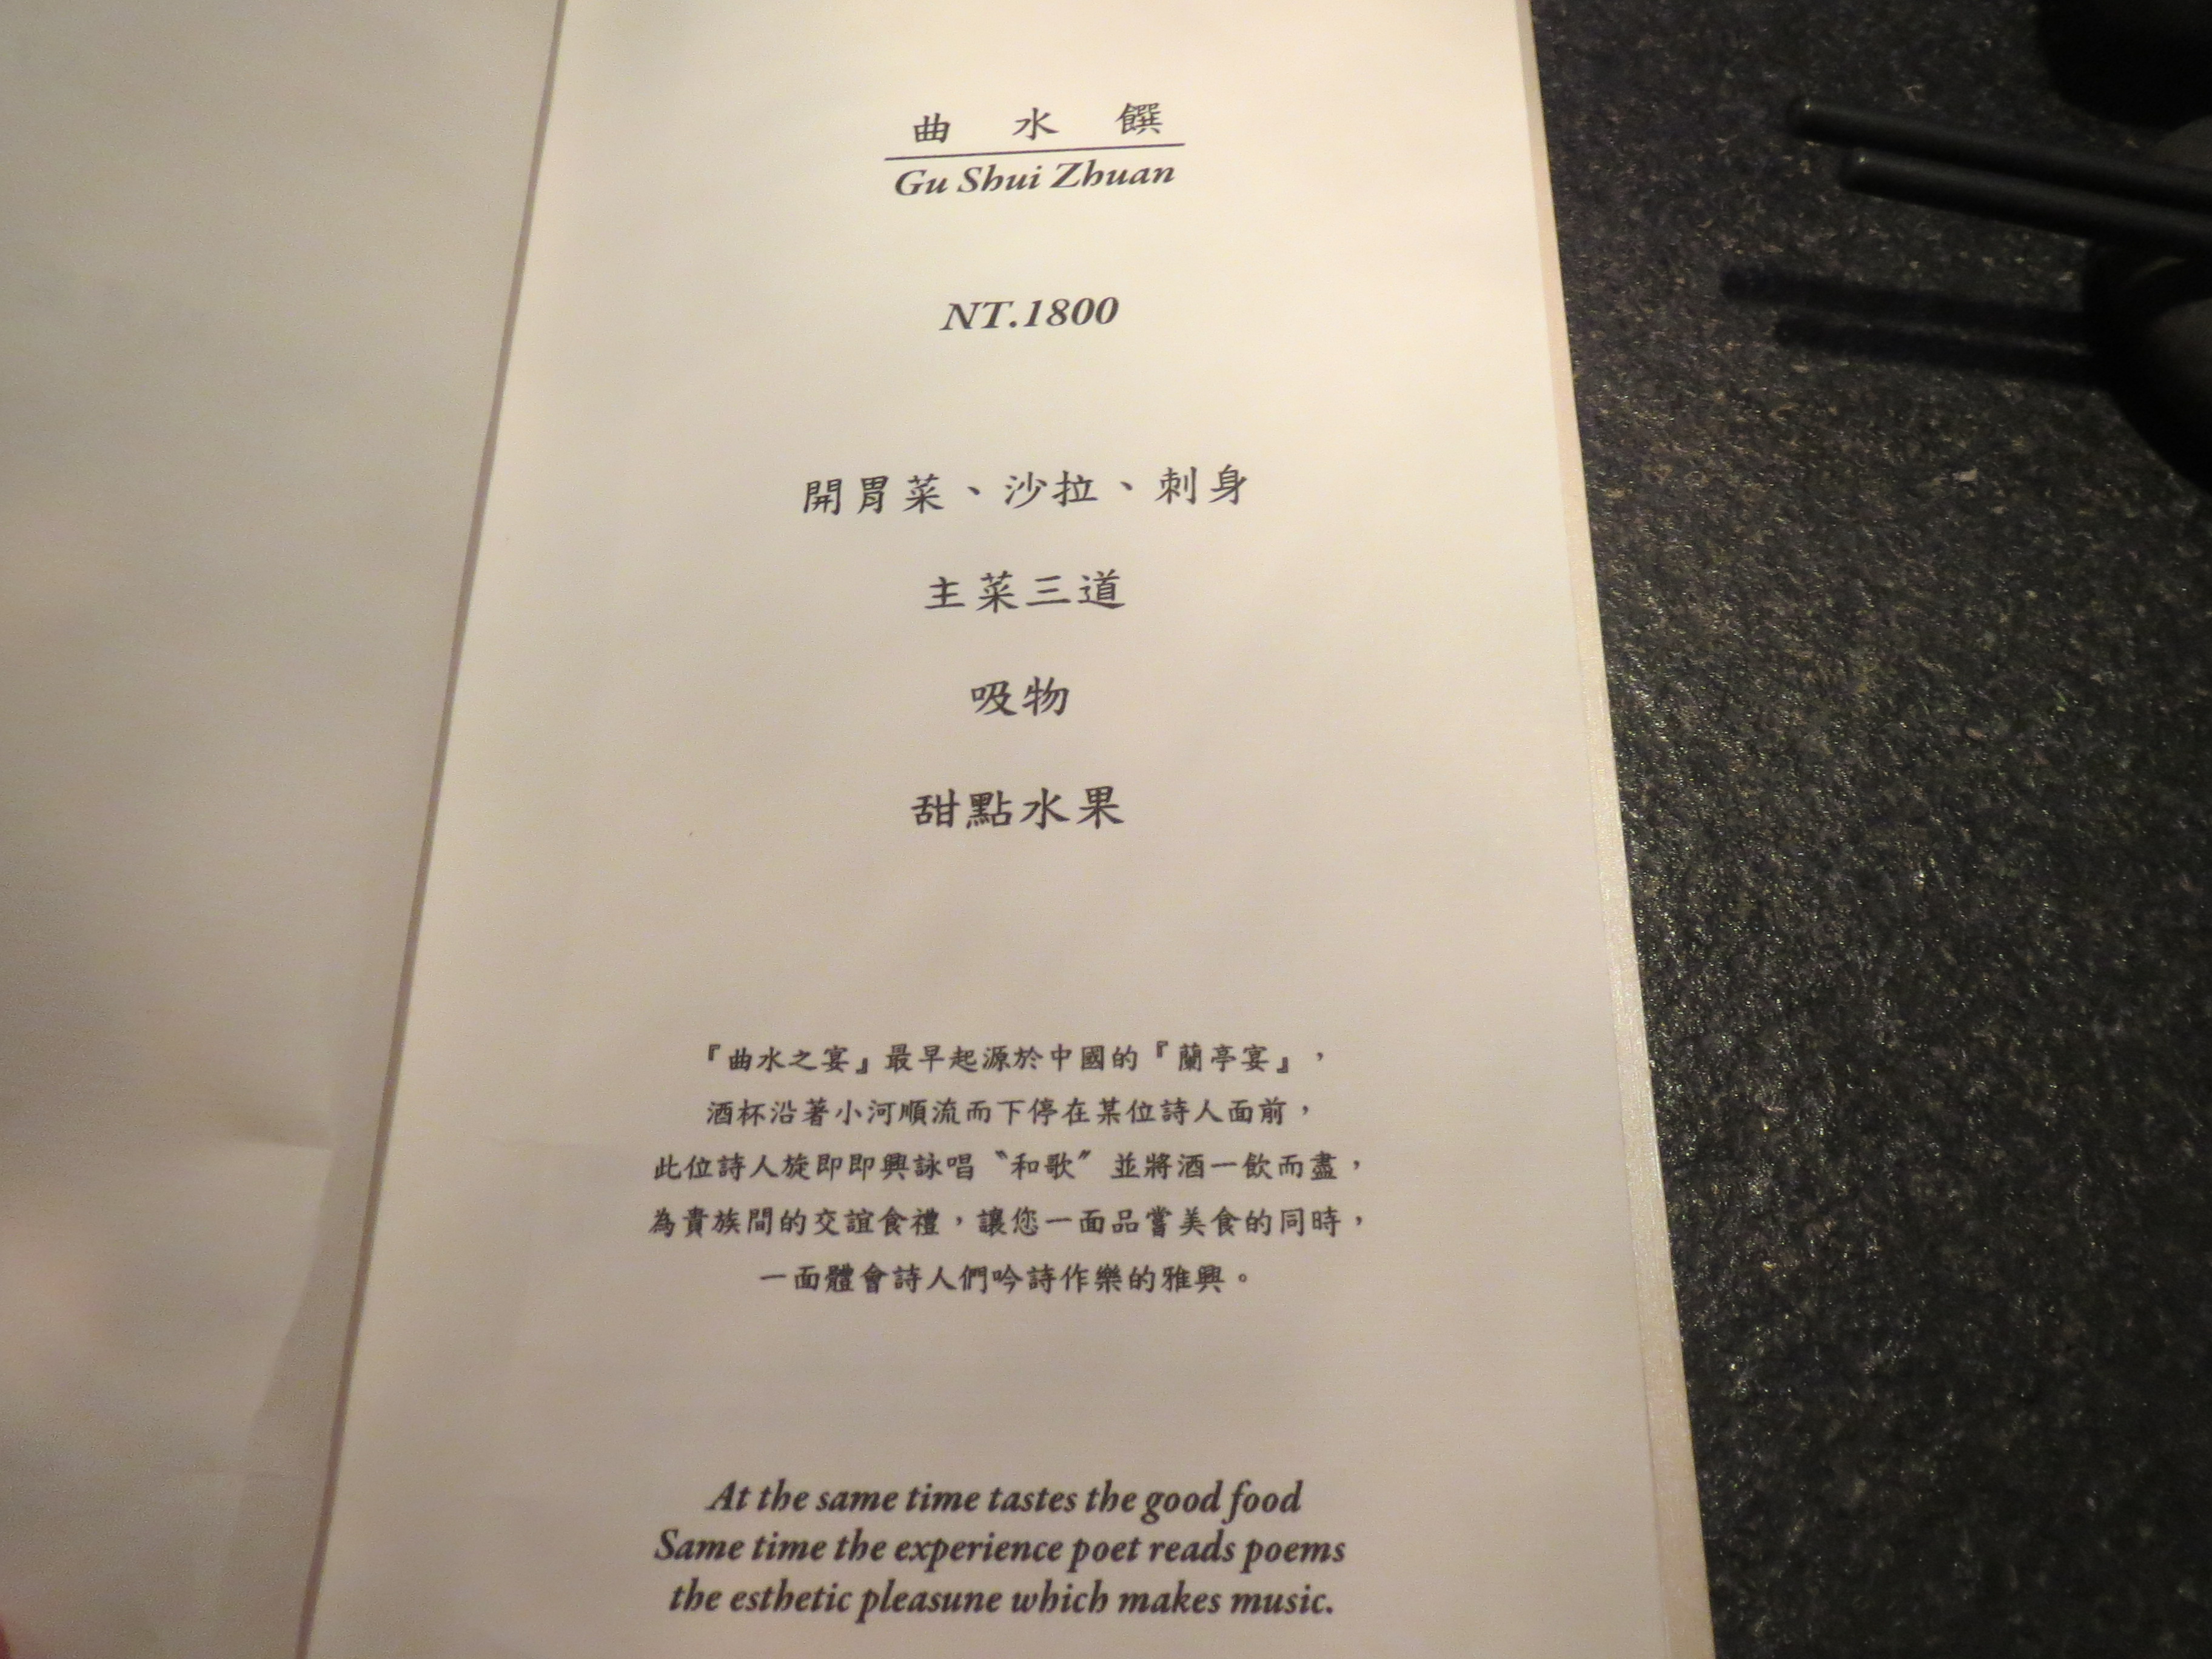 曲水饌
Gu Shui Zhuan
NT.1800
開胃菜、沙拉、刺身
主菜三道
吸物
甜點水果
『曲水之宴』最早起源於中國的『蘭亭宴』，
酒杯沿著小河順流而下停在某位詩人面前，
此位詩人旋即即興詠唱〝和歌〞並將酒一飲而盡，
為貴族間的交誼食禮，讓您一面品嘗美食的同時，
一面體會詩人們吟詩作樂的雅興。
At the same time tastes the good food
Same time the experience poet reads poems
the esthetic pleasune which makes music.